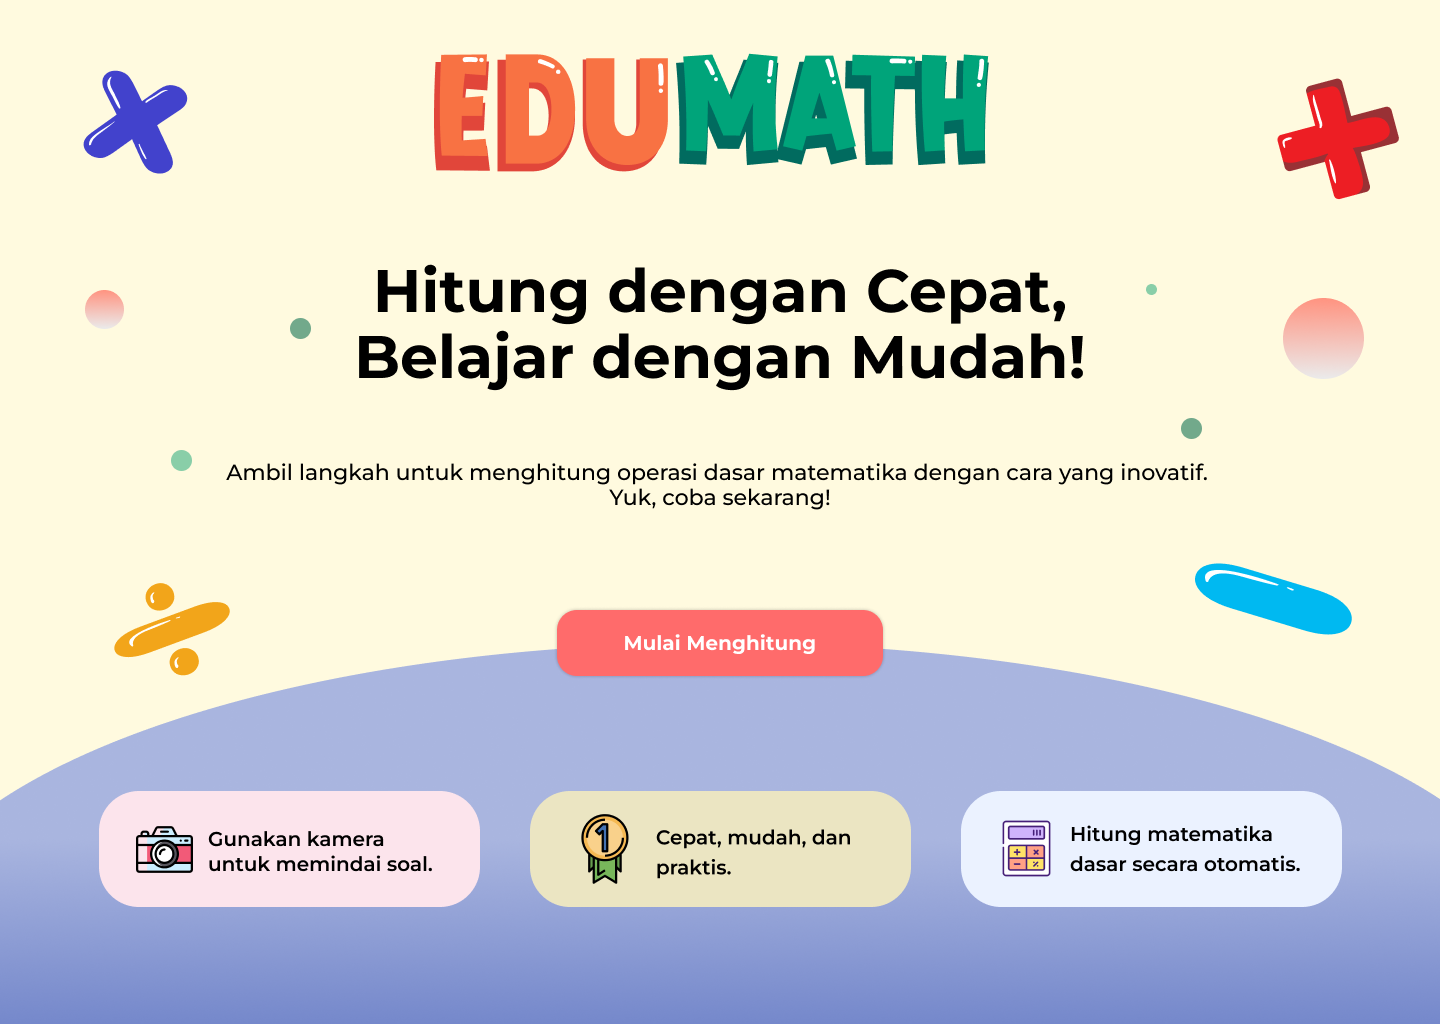 EDUMATH
Hitung dengan Cepat,
Belajar dengan Mudah!
Ambil langkah untuk menghitung operasi dasar matematika dengan cara yang inovatif.
Yuk, coba sekarang!
Mulai Menghitung
Gunakan kamera
untuk memindai soal.
1
Cepat, mudah, dan
praktis.
Hitung matematika
dasar secara otomatis.